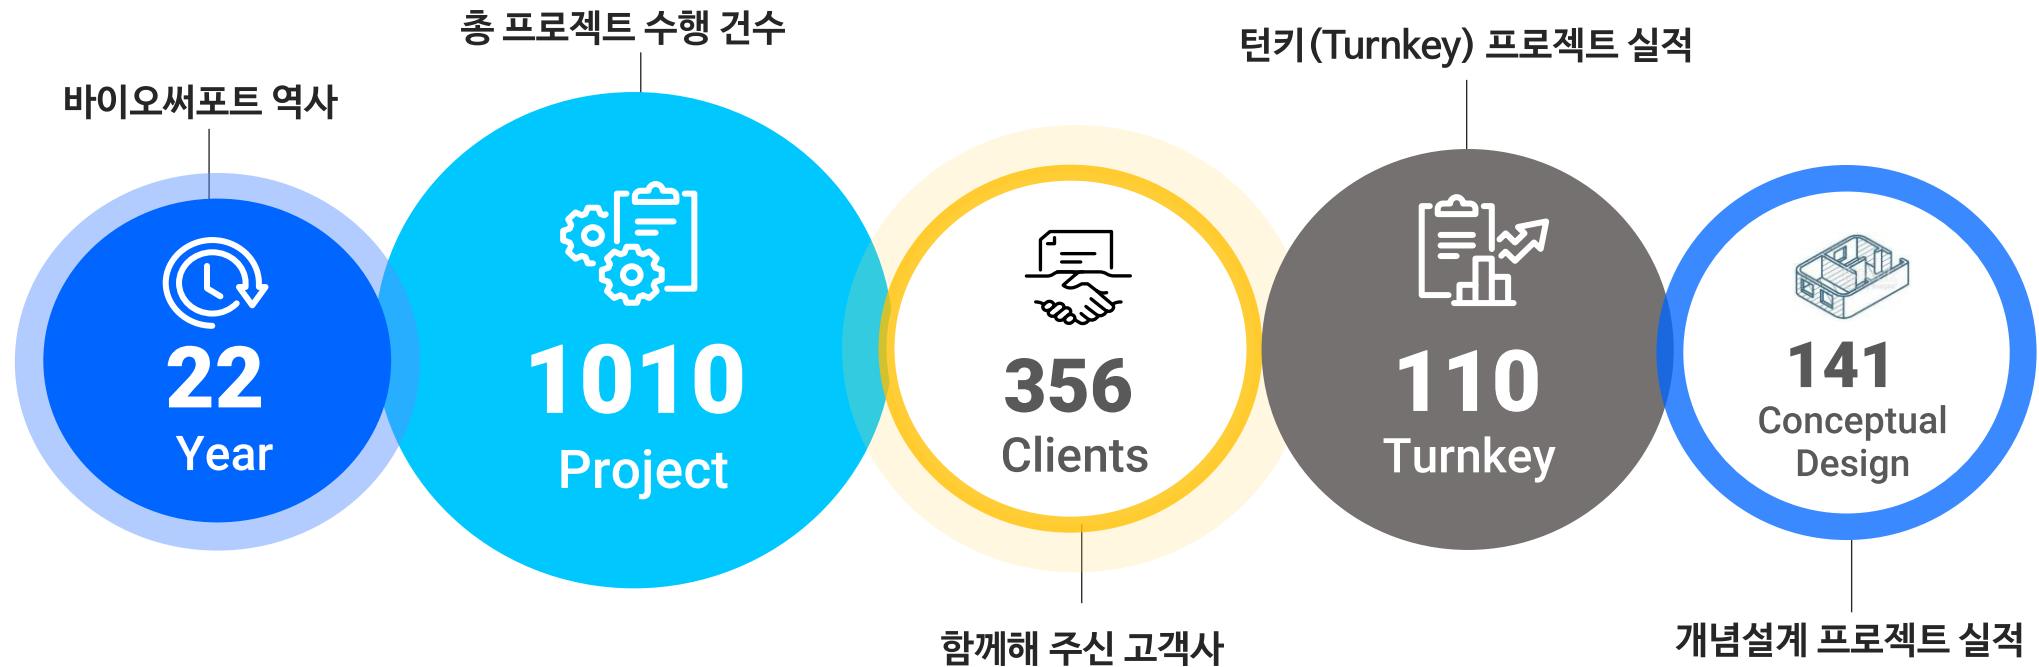 바이오써포트 역사
22
Year
총 프로젝트 수행 건수
1010
Project
356
Clients
함께해 주신 고객사
턴키(Turnkey) 프로젝트 실적
110
Turnkey
141
Conceptual
Design
개념설계 프로젝트 실적